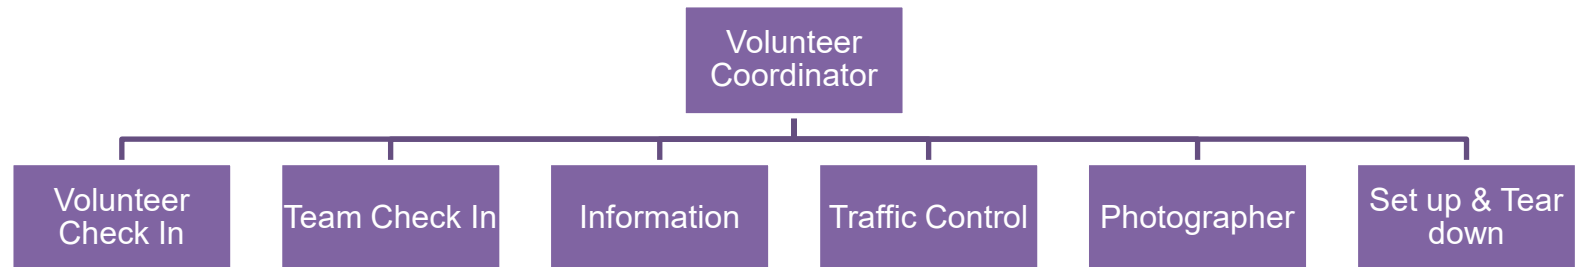 Volunteer
Coordinator
Volunteer
Check In
Team Check In
Information
Traffic Control
Photographer
Set up & Tear
down